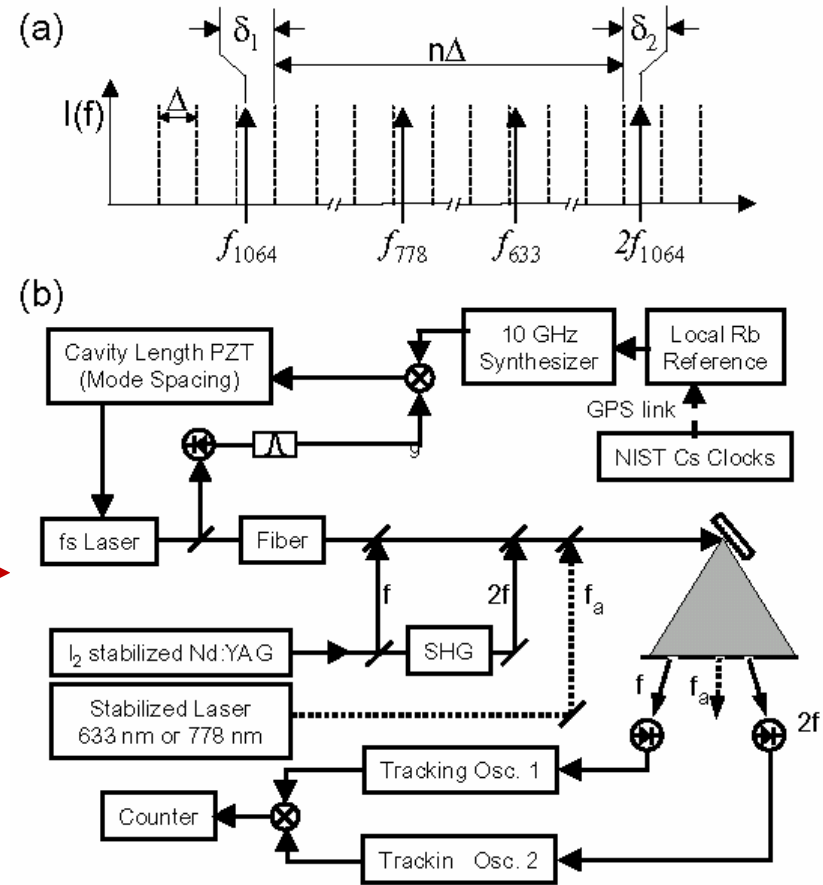 (a)
δ₁
nΔ
δ₂
I(f)
Δ
f₁₀₆₄
f₇₇₈
f₆₃₃
2f₁₀₆₄
(b)
Cavity Length PZT
(Mode Spacing)
10 GHz
Synthesizer
Local Rb
Reference
GPS link
NIST Cs Clocks
g
fs Laser
Fiber
f
2f
fₐ
I₂ stabilized Nd:YAG
SHG
Stabilized Laser
633 nm or 778 nm
f
fₐ
2f
Tracking Osc. 1
Counter
Trackin Osc. 2